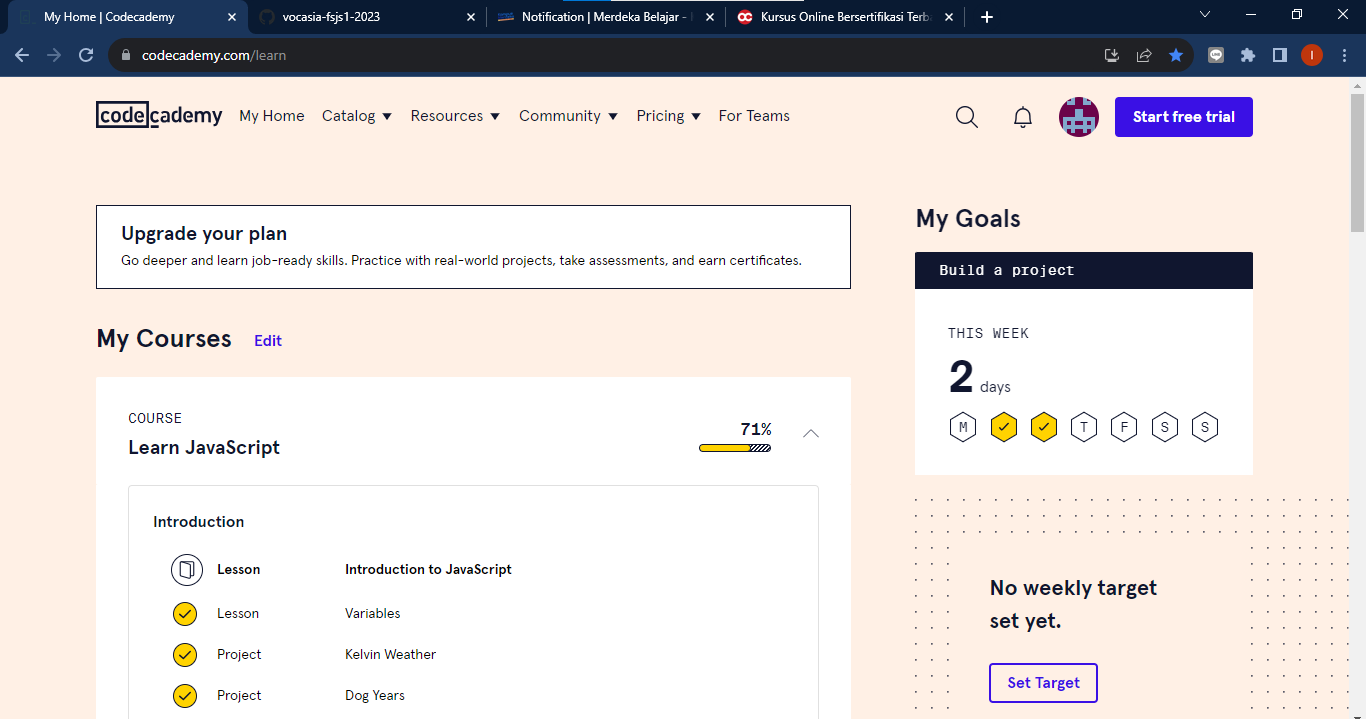 My Home | Codecademy
vocasia-fsjs1-2023
Notification | Merdeka Belajar -
Kursus Online Bersertifikasi Terb
codecademy.com/learn
I
codecademy
My Home
Catalog
Resources
Community
Pricing
For Teams
Start free trial
Upgrade your plan
Go deeper and learn job-ready skills. Practice with real-world projects, take assessments, and earn certificates.
My Courses
Edit
COURSE
Learn JavaScript
71%
Introduction
Lesson Introduction to JavaScript
Lesson Variables
Project Kelvin Weather
Project Dog Years
My Goals
Build a project
THIS WEEK
2 days
M T F S S
No weekly target
set yet.
Set Target